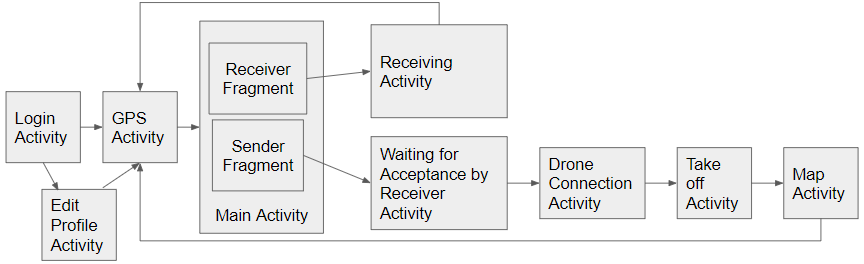 Login
Activity
Edit
Profile
Activity
GPS
Activity
Receiver
Fragment
Sender
Fragment
Main Activity
Receiving
Activity
Waiting for
Acceptance by
Receiver
Activity
Drone
Connection
Activity
Take
off
Activity
Map
Activity